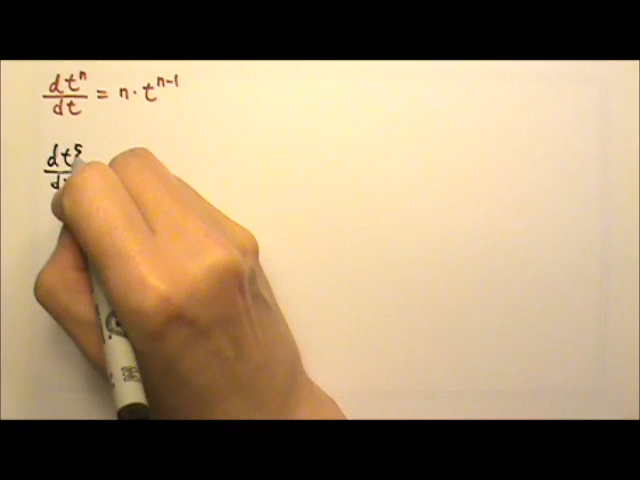 dtⁿ/dt = n · tⁿ⁻¹
dt⁵/d